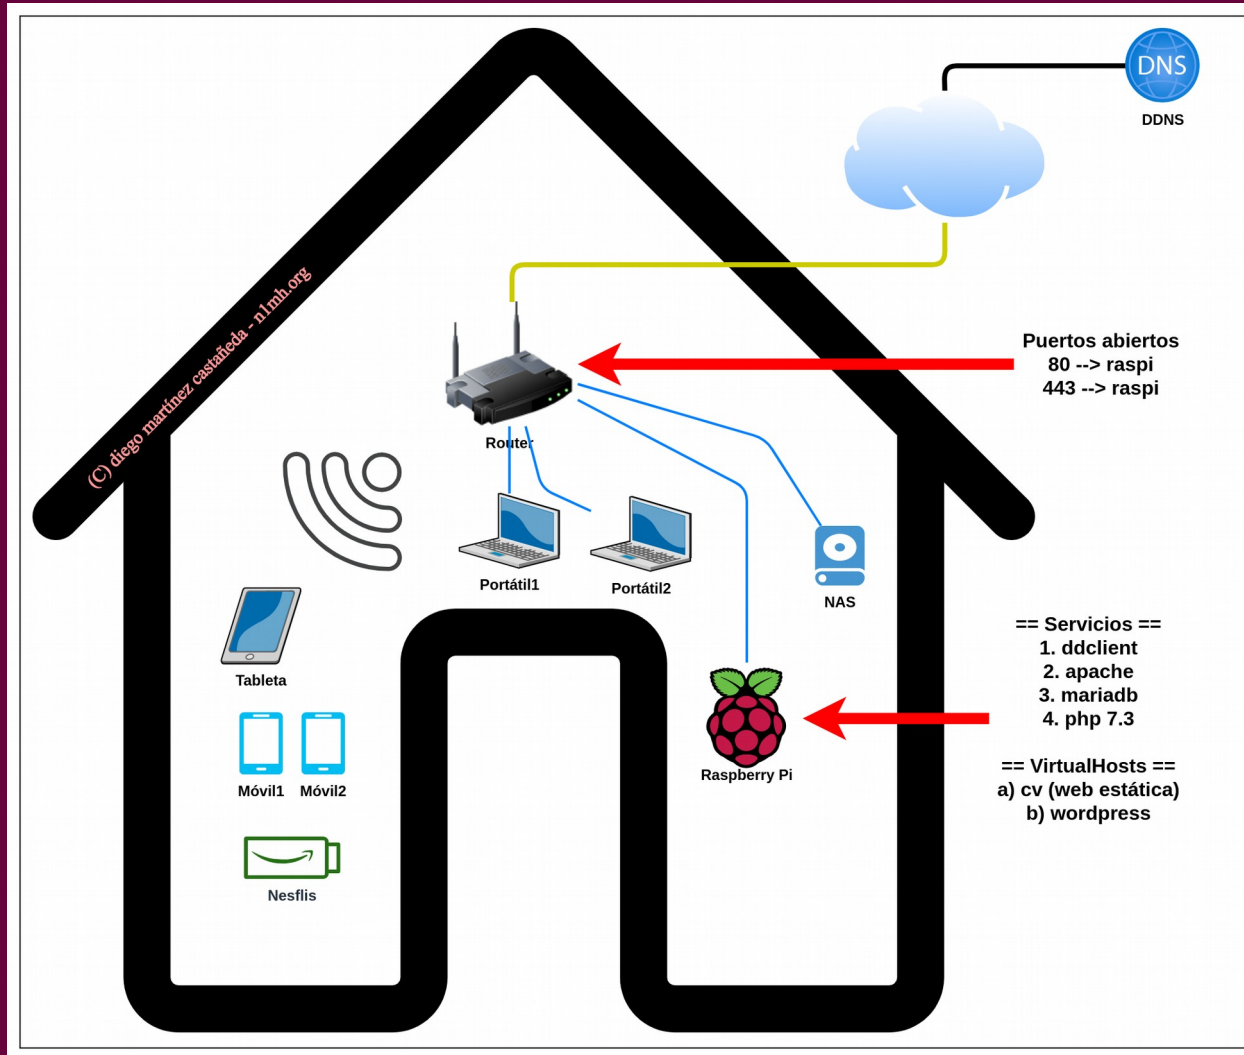 DNS
DDNS
(C) diego martínez castañeda - n1mh.org
Puertos abiertos
80 --> raspi
443 --> raspi
Router
Portátil1
Portátil2
NAS
Tableta
Móvil1
Móvil2
Nesflis
Raspberry Pi
== Servicios ==
1. ddclient
2. apache
3. mariadb
4. php 7.3
== VirtualHosts ==
a) cv (web estática)
b) wordpress